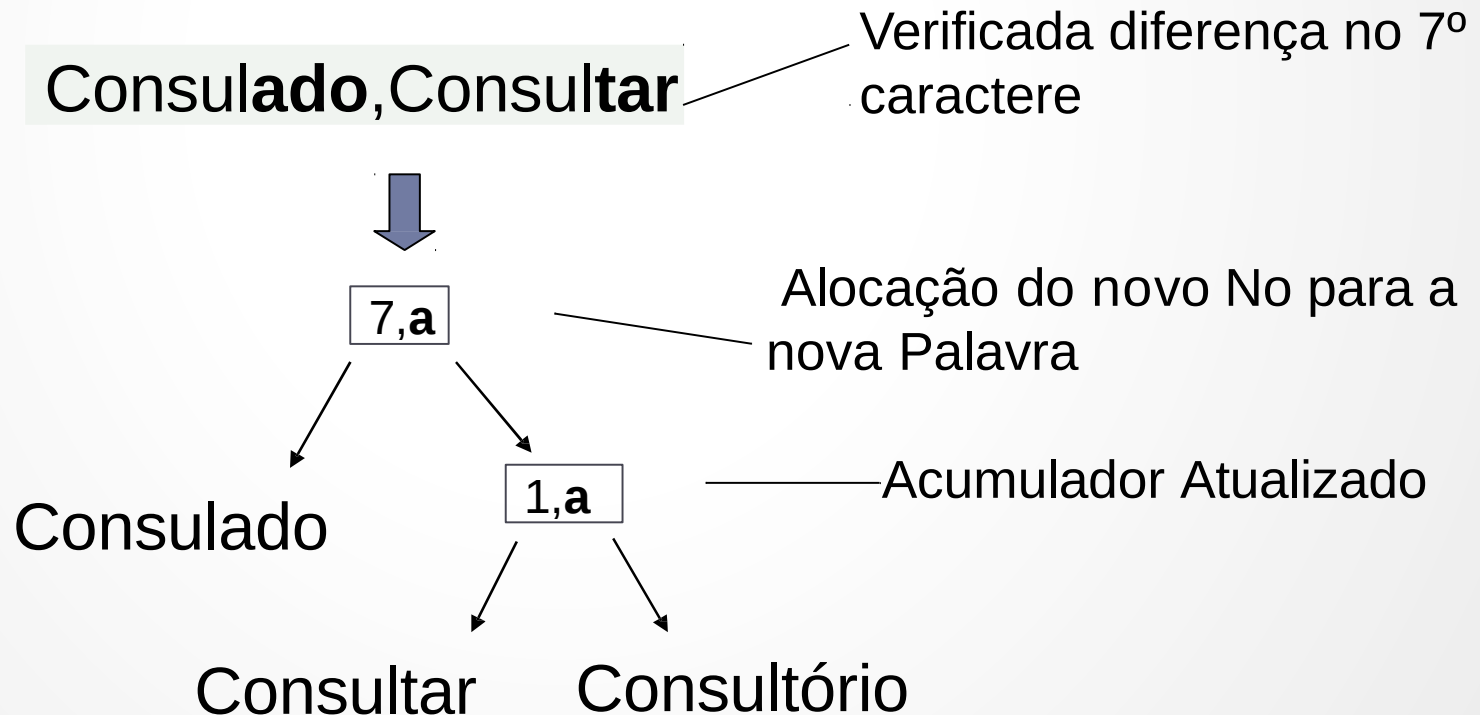 Verificada diferença no 7º
caractere
Consulado,Consultar
7,a
Alocação do novo No para a
nova Palavra
1,a
Acumulador Atualizado
Consulado
Consultar
Consultório